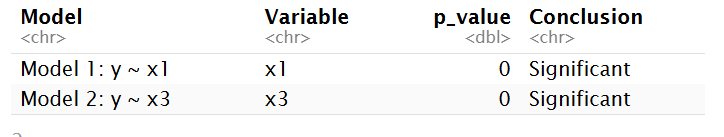 Model Variable p_value Conclusion
<chr> <chr> <dbl> <chr>
Model 1: y ~ x1 x1 0 Significant
Model 2: y ~ x3 x3 0 Significant